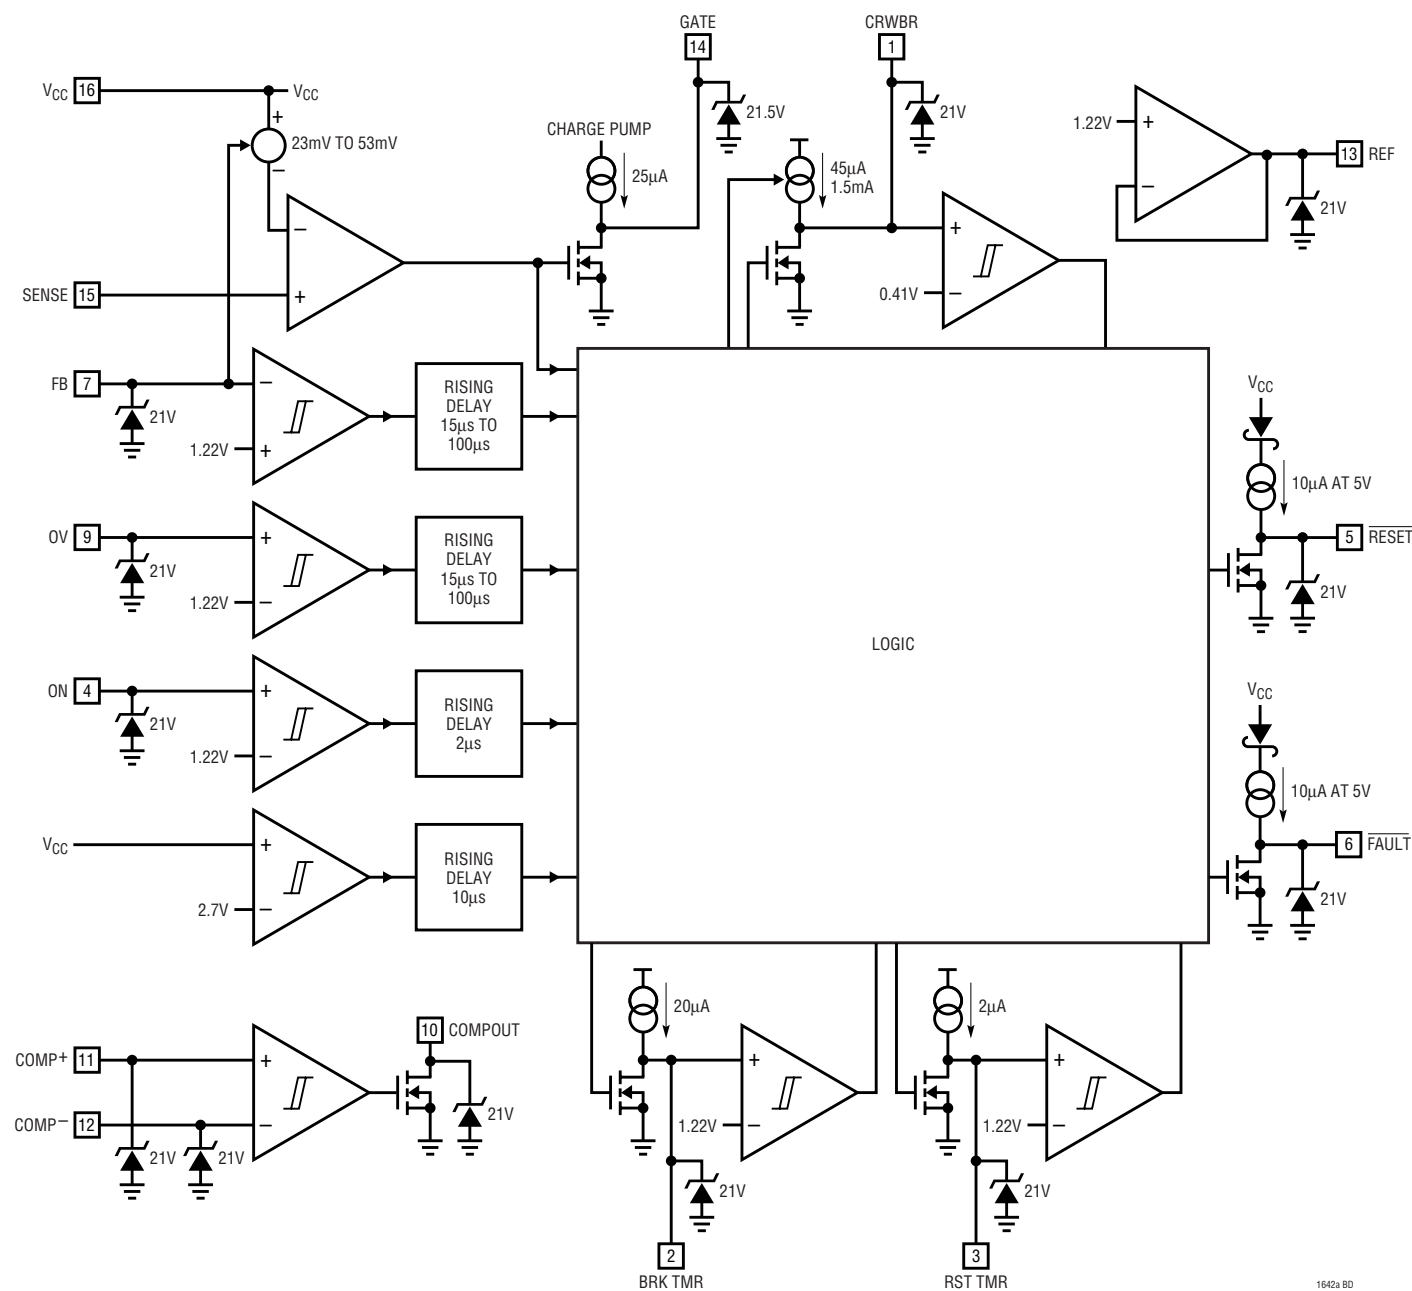 GATE
14
CRWBR
1
VCC 16
VCC
+
23mV TO 53mV
−
CHARGE PUMP
25µA
21.5V
45µA
1.5mA
21V
1.22V
+
−
13 REF
21V
−
+
SENSE 15
+
0.41V −
FB 7
21V
−
1.22V
+
RISING
DELAY
15µs TO
100µs
VCC
10µA AT 5V
5 RESET
21V
OV 9
21V
+
1.22V
−
RISING
DELAY
15µs TO
100µs
LOGIC
ON 4
21V
+
1.22V
−
RISING
DELAY
2µs
VCC
10µA AT 5V
6 FAULT
21V
VCC
+
2.7V
−
RISING
DELAY
10µs
COMP+ 11
COMP− 12
21V
21V
+
−
10 COMPOUT
21V
20µA
+
1.22V −
21V
2
BRK TMR
2µA
+
1.22V −
21V
3
RST TMR
1642a BD